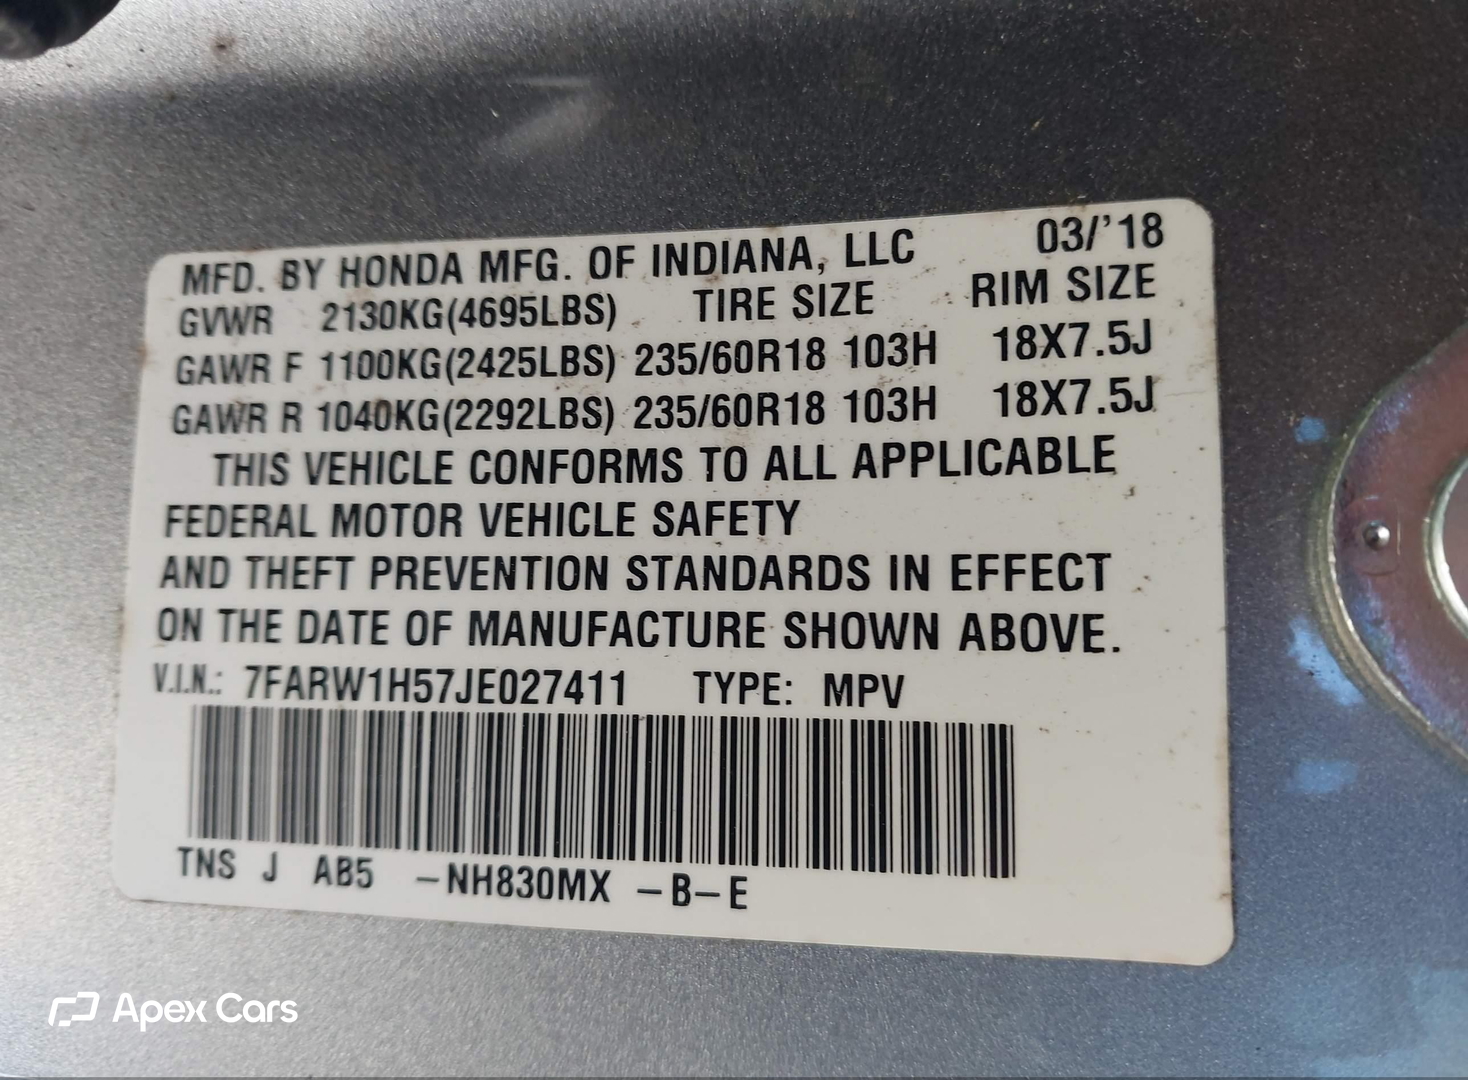 MFD. BY HONDA MFG. OF INDIANA, LLC 03/'18
GVWR 2130KG(4695LBS) TIRE SIZE RIM SIZE
GAWR F 1100KG(2425LBS) 235/60R18 103H 18X7.5J
GAWR R 1040KG(2292LBS) 235/60R18 103H 18X7.5J
THIS VEHICLE CONFORMS TO ALL APPLICABLE
FEDERAL MOTOR VEHICLE SAFETY
AND THEFT PREVENTION STANDARDS IN EFFECT
ON THE DATE OF MANUFACTURE SHOWN ABOVE.
V.I.N.: 7FARW1H57JE027411 TYPE: MPV
TNS J AB5 -NH830MX -B-E
Apex Cars